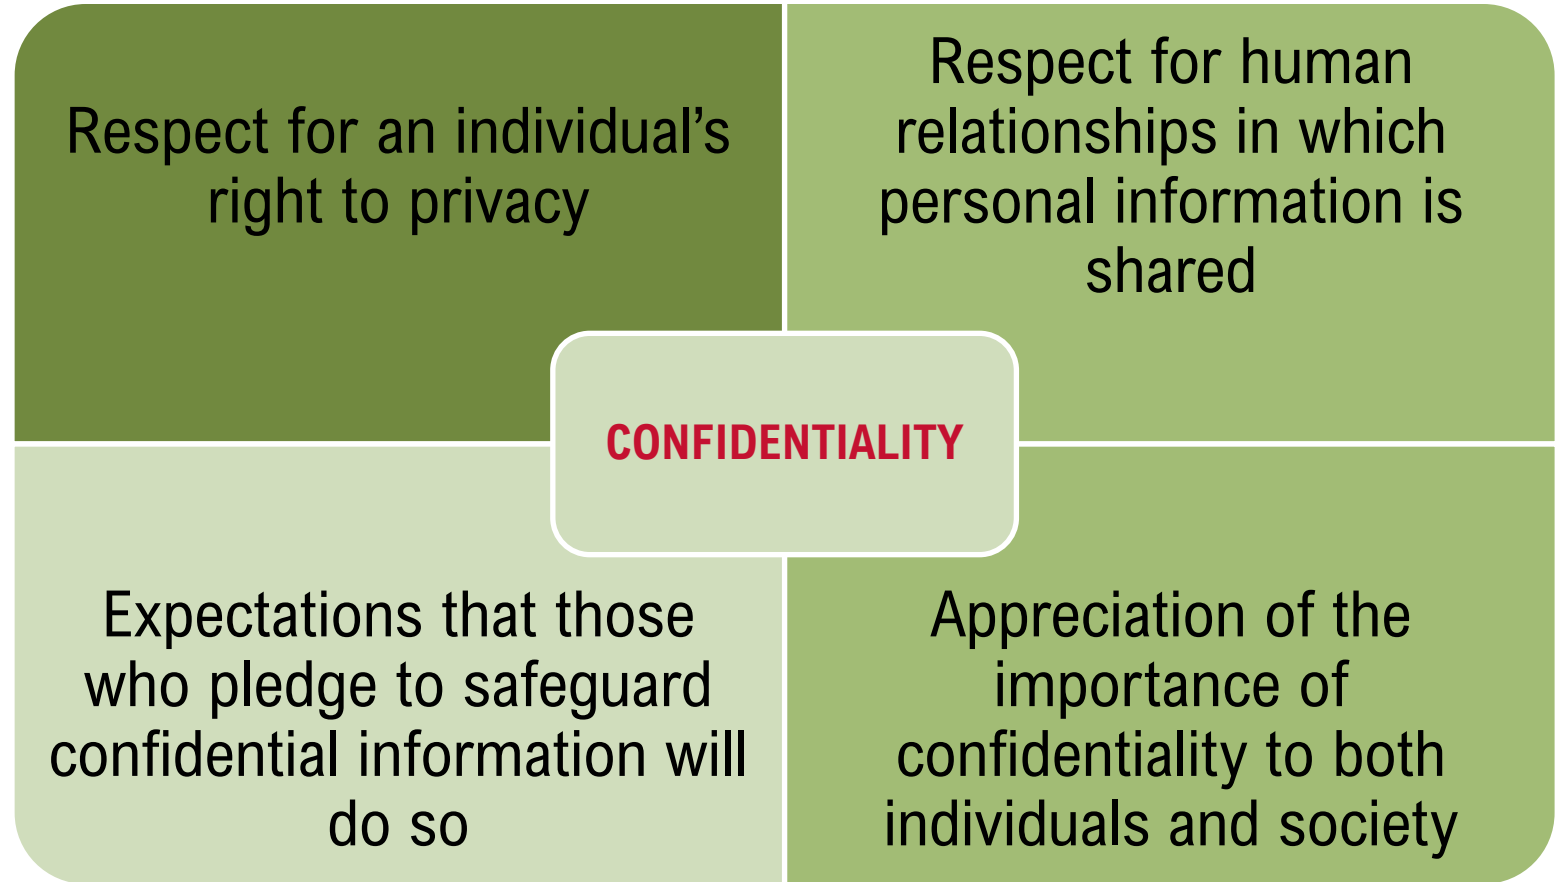 Respect for an individual’s
right to privacy
Respect for human
relationships in which
personal information is
shared
CONFIDENTIALITY
Expectations that those
who pledge to safeguard
confidential information will
do so
Appreciation of the
importance of
confidentiality to both
individuals and society